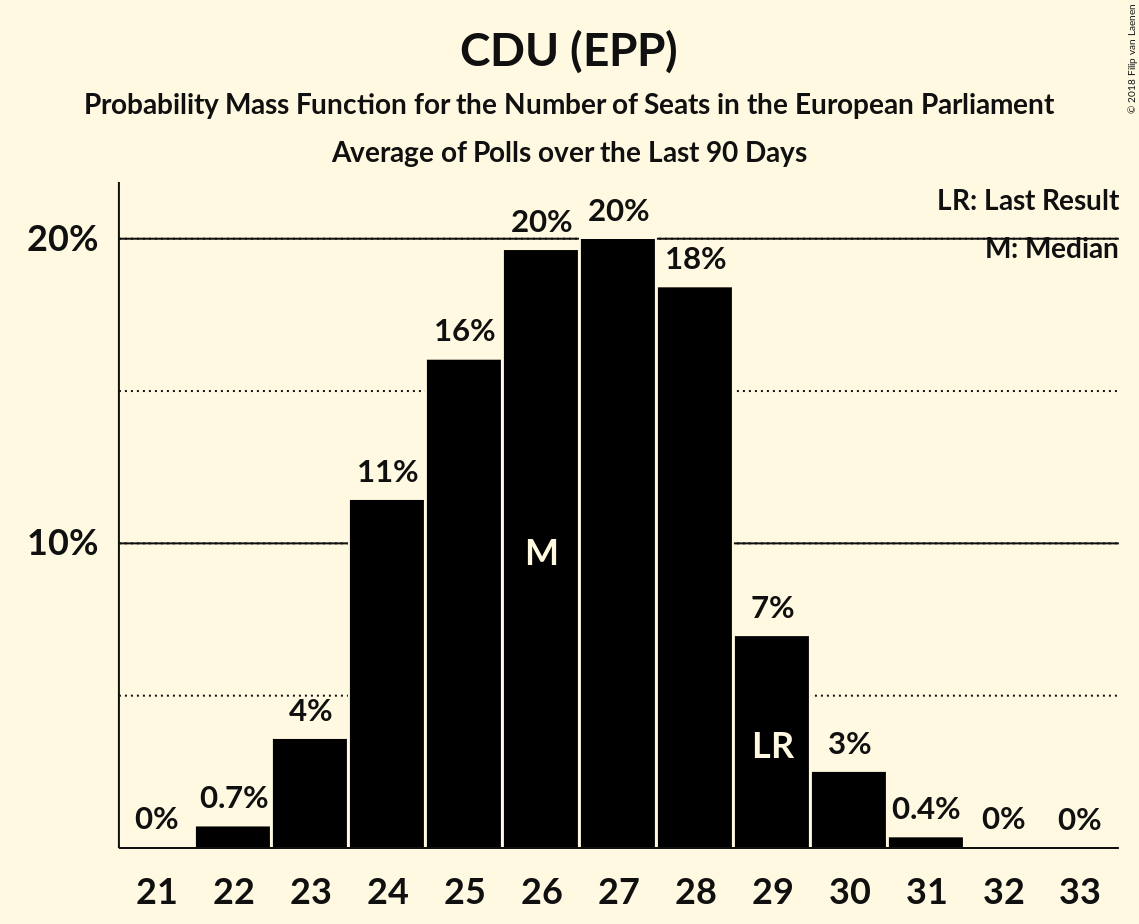 CDU (EPP)
Probability Mass Function for the Number of Seats in the European Parliament
Average of Polls over the Last 90 Days
© 2018 Filip van Laenen
LR: Last Result
M: Median
20%
10%
0%
0.7%
4%
11%
16%
20%
20%
18%
7%
3%
0.4%
0%
0%
M
LR
21 22 23 24 25 26 27 28 29 30 31 32 33